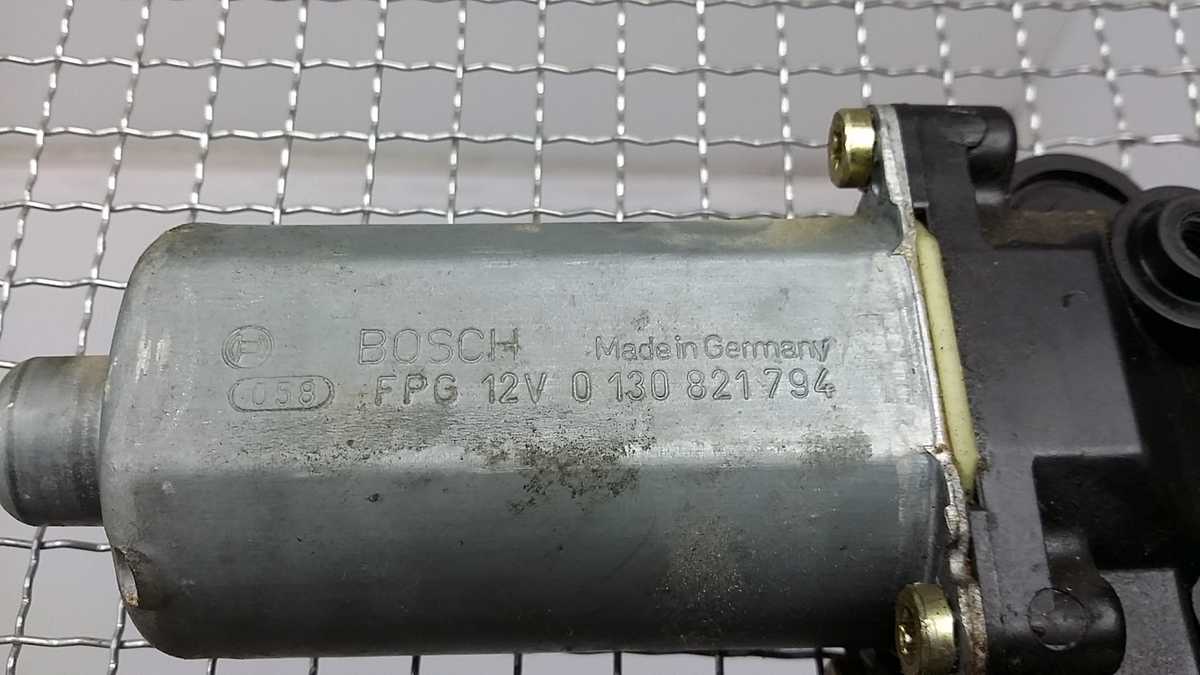 BOSCH Made in Germany
058 FPG 12V 0 130 821 794